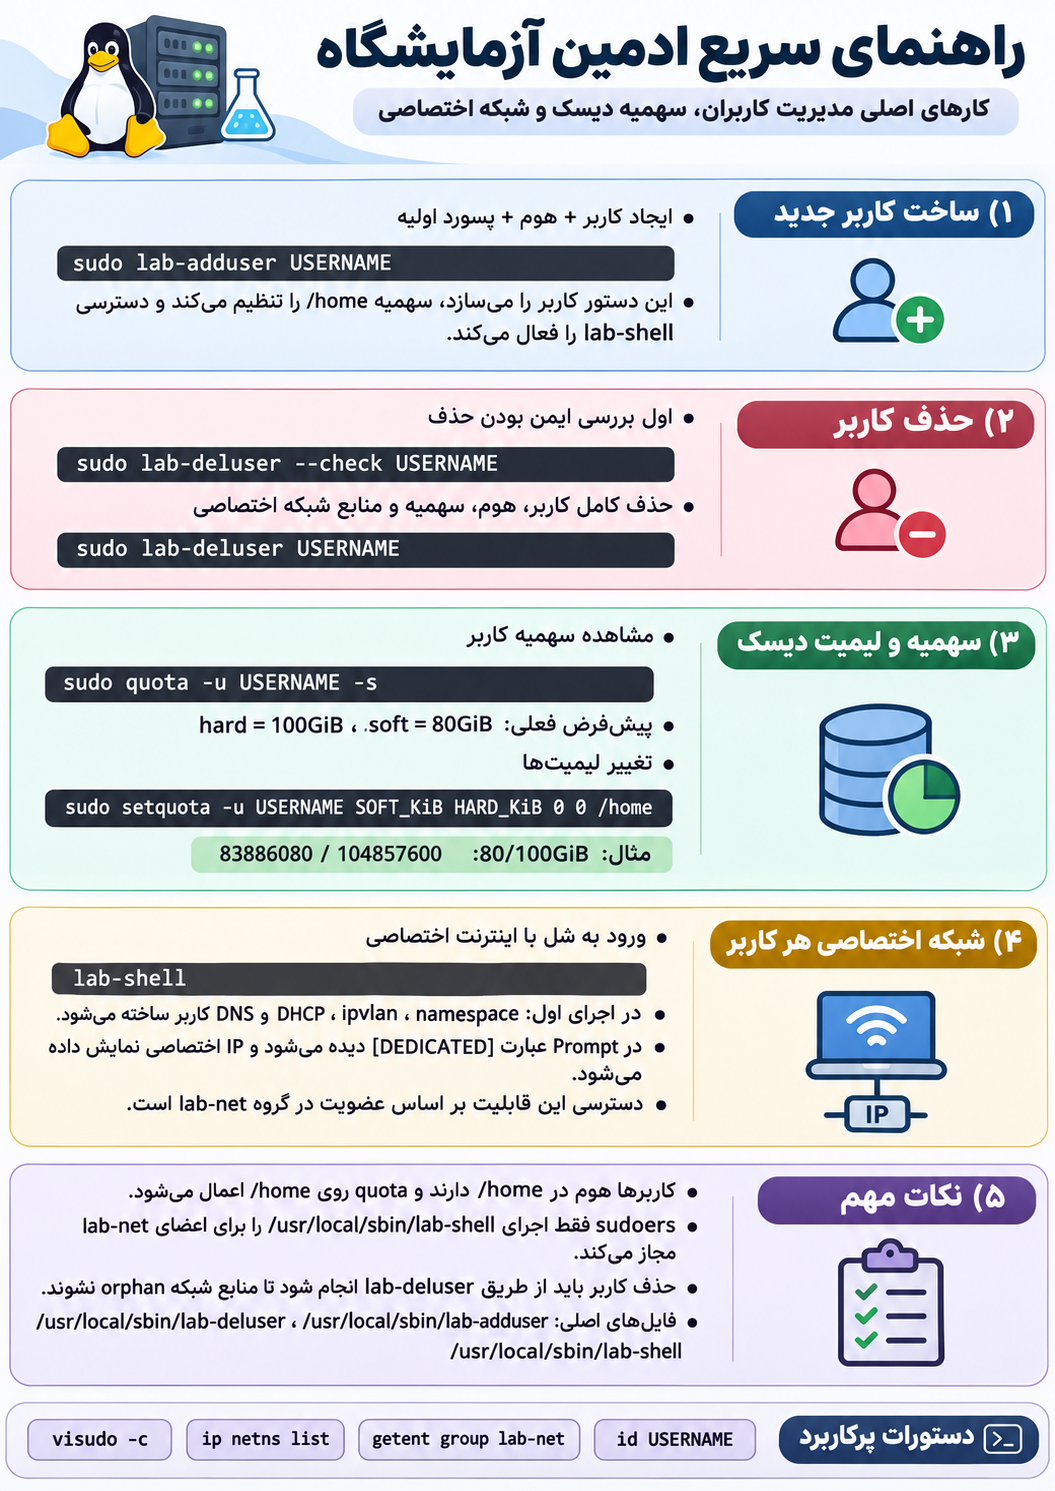 راهنمای سریع ادمین آزمایشگاه
کارهای اصلی مدیریت کاربران، سهمیه دیسک و شبکه اختصاصی
۱) ساخت کاربر جدید
ایجاد کاربر + هوم + پسورد اولیه
sudo lab-adduser USERNAME
این دستور کاربر را می‌سازد، سهمیه /home را تنظیم می‌کند و دسترسی
lab-shell را فعال می‌کند.
۲) حذف کاربر
اول بررسی ایمن بودن حذف
sudo lab-deluser --check USERNAME
حذف کامل کاربر، هوم، سهمیه و منابع شبکه اختصاصی
sudo lab-deluser USERNAME
۳) سهمیه و لیمیت دیسک
مشاهده سهمیه کاربر
sudo quota -u USERNAME -s
پیش‌فرض فعلی: soft = 80GiB. ، hard = 100GiB
تغییر لیمیت‌ها
sudo setquota -u USERNAME SOFT_KiB HARD_KiB 0 0 /home
مثال: 80/100GiB: 83886080 / 104857600
۴) شبکه اختصاصی هر کاربر
ورود به شل با اینترنت اختصاصی
lab-shell
در اجرای اول: namespace ، ipvlan ، DHCP و DNS کاربر ساخته می‌شود.
در Prompt عبارت [DEDICATED] دیده می‌شود و IP اختصاصی نمایش داده
می‌شود.
دسترسی این قابلیت بر اساس عضویت در گروه lab-net است.
۵) نکات مهم
کاربرها هوم در /home دارند و quota روی /home اعمال می‌شود.
sudoers فقط اجرای /usr/local/sbin/lab-shell را برای اعضای lab-net
مجاز می‌کند.
حذف کاربر باید از طریق lab-deluser انجام شود تا منابع شبکه orphan نشوند.
فایل‌های اصلی: /usr/local/sbin/lab-adduser ، /usr/local/sbin/lab-deluser
/usr/local/sbin/lab-shell
دستورات پرکاربرد
id USERNAME
getent group lab-net
ip netns list
visudo -c
IP